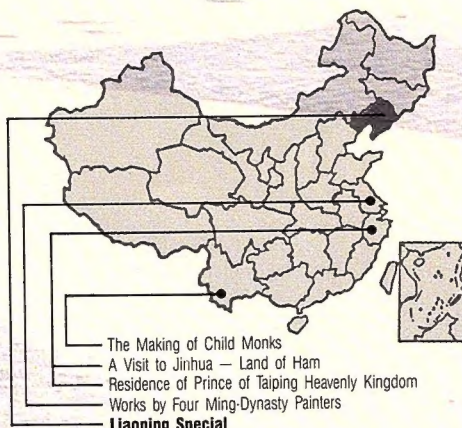 The Making of Child Monks
A Visit to Jinhua — Land of Ham
Residence of Prince of Taiping Heavenly Kingdom
Works by Four Ming-Dynasty Painters
Liaoning Special